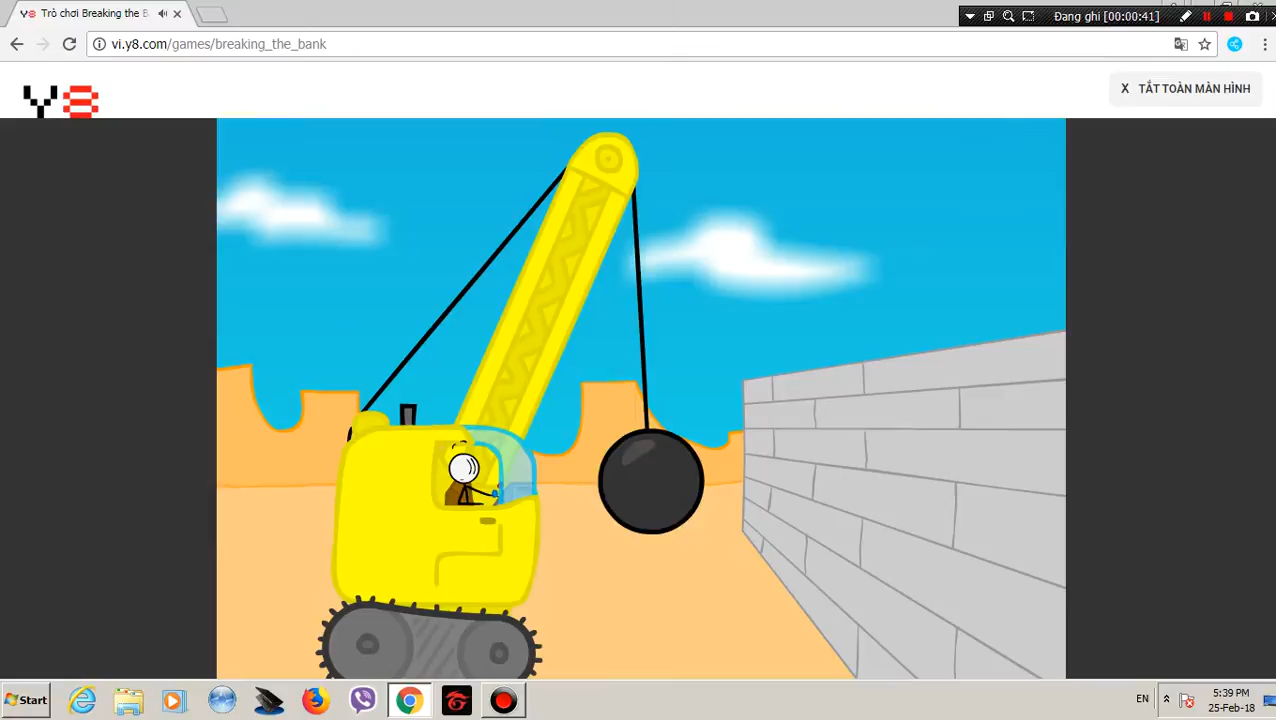 Trò chơi Breaking the B
Đang ghi [00:00:41]
vi.y8.com/games/breaking_the_bank
Y8
X TẮT TOÀN MÀN HÌNH
Start
EN
5:39 PM
25-Feb-18